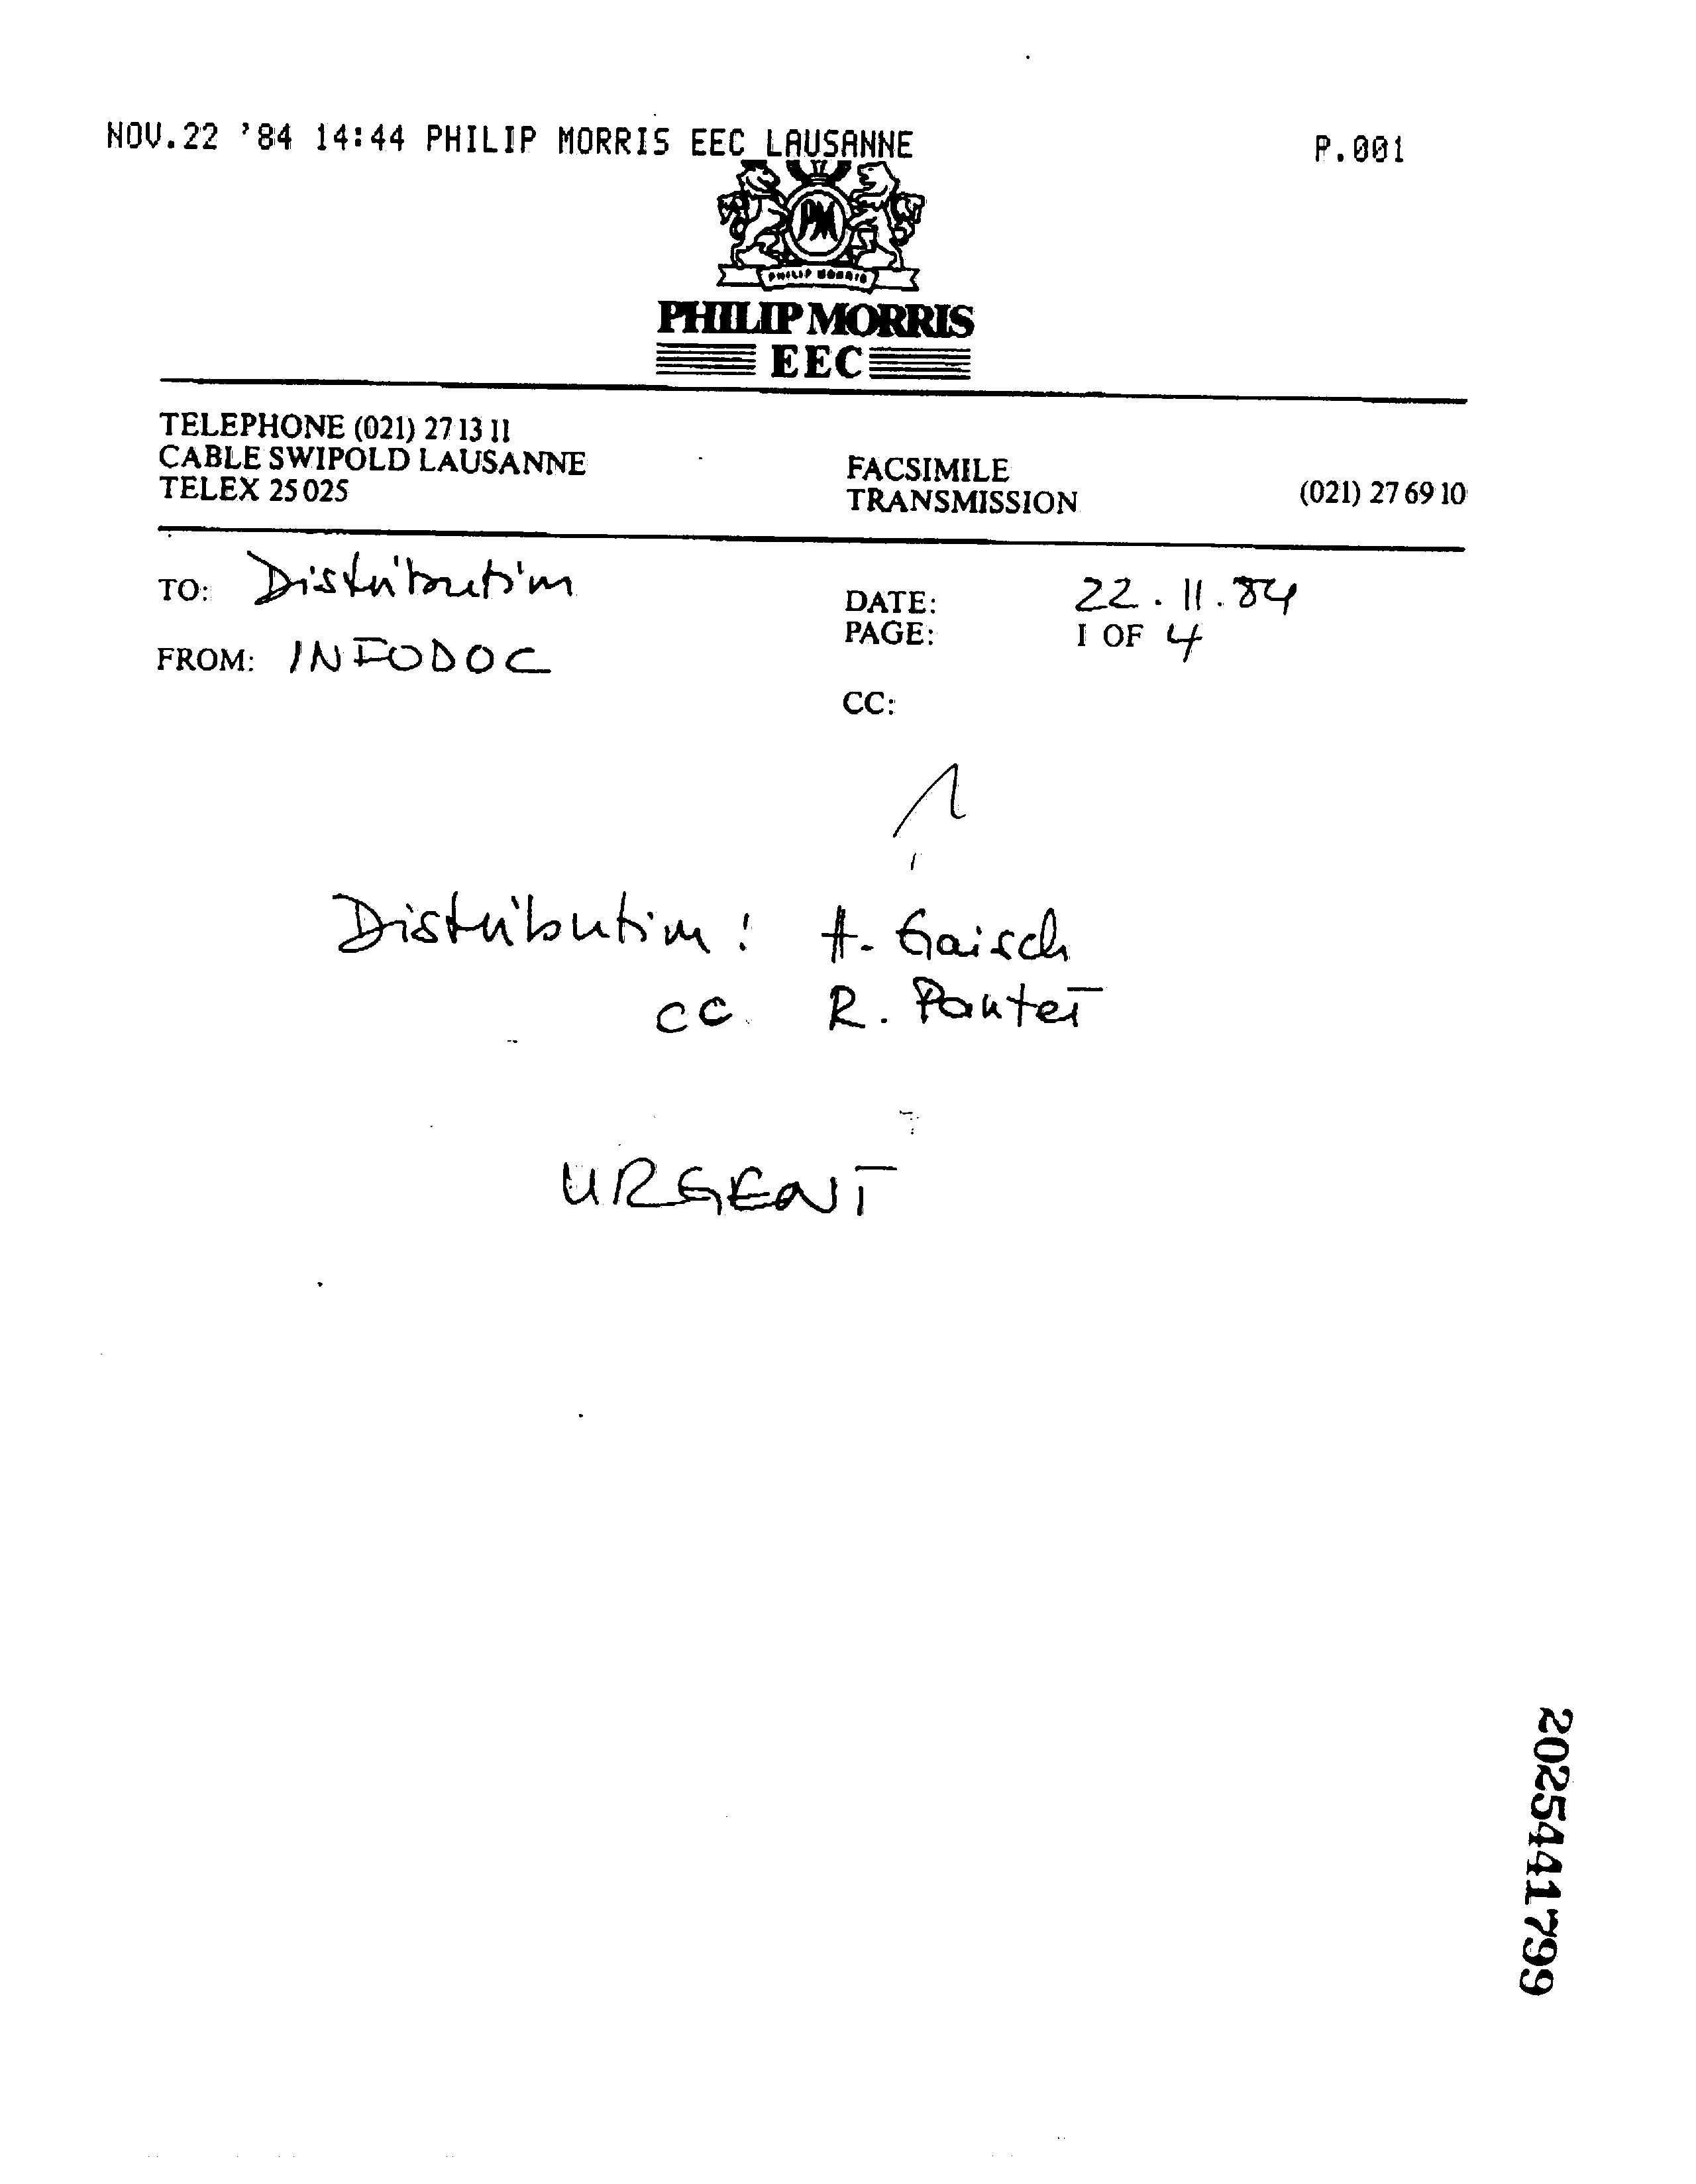 NOV.22 '84 14:44 PHILIP MORRIS EEC LAUSANNE P.001
PM
PHILIP MORRIS
PHILIP MORRIS
EEC
TELEPHONE (021) 27 13 11
CABLE SWIPOLD LAUSANNE
TELEX 25 025
FACSIMILE
TRANSMISSION (021) 27 69 10
TO: Distribution
FROM: INFODOC
DATE: 22.11.84
PAGE: 1 OF 4
CC:
Distribution: H. Gaisch
cc. R. Panter
URGENT
2025441799